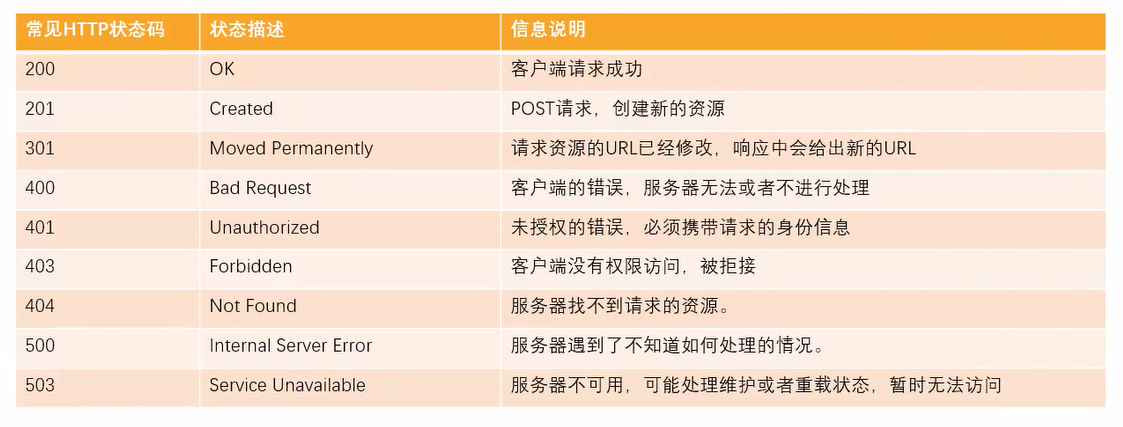 常见HTTP状态码 状态描述 信息说明
200 OK 客户端请求成功
201 Created POST请求，创建新的资源
301 Moved Permanently 请求资源的URL已经修改，响应中会给出新的URL
400 Bad Request 客户端的错误，服务器无法或者不进行处理
401 Unauthorized 未授权的错误，必须携带请求的身份信息
403 Forbidden 客户端没有权限访问，被拒接
404 Not Found 服务器找不到请求的资源。
500 Internal Server Error 服务器遇到了不知道如何处理的情况。
503 Service Unavailable 服务器不可用，可能处理维护或者重载状态，暂时无法访问